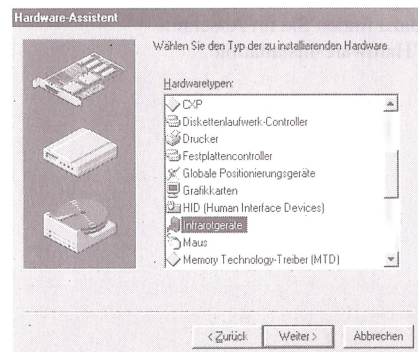 Hardware-Assistent
Wählen Sie den Typ der zu installierenden Hardware
Hardwaretypen:
CXP
Diskettenlaufwerk-Controller
Drucker
Festplattencontroller
Globale Positionierungsgeräte
Grafikkarten
HID (Human Interface Devices)
Infrarotgeräte
Maus
Memory Technology-Treiber (MTD)
< Zurück Weiter > Abbrechen